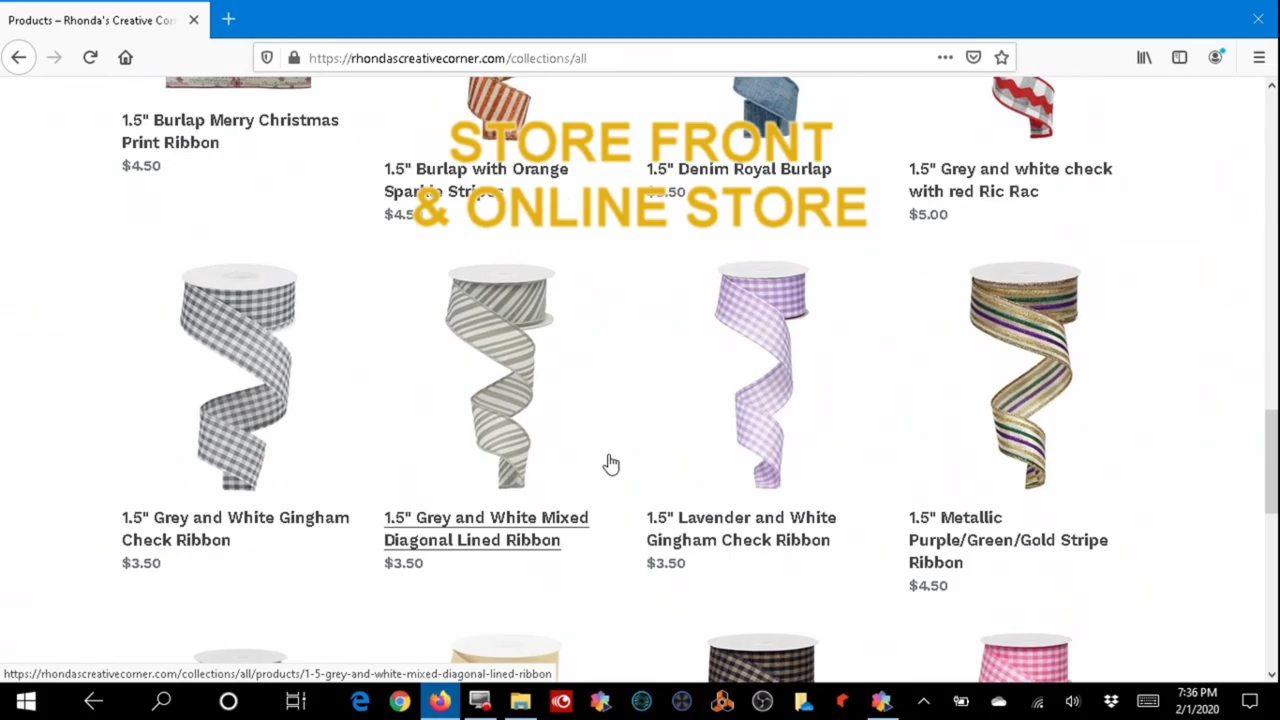 Products – Rhonda's Creative Cor
https://rhondascreativecorner.com/collections/all
STORE FRONT
& ONLINE STORE
1.5" Burlap Merry Christmas
Print Ribbon
$4.50
1.5" Burlap with Orange
Sparkle Stripes
$4.5
1.5" Denim Royal Burlap
.50
1.5" Grey and white check
with red Ric Rac
$5.00
1.5" Grey and White Gingham
Check Ribbon
$3.50
1.5" Grey and White Mixed
Diagonal Lined Ribbon
$3.50
1.5" Lavender and White
Gingham Check Ribbon
$3.50
1.5" Metallic
Purple/Green/Gold Stripe
Ribbon
$4.50
https://rhondascreativecorner.com/collections/all/products/1-5-grey-and-white-mixed-diagonal-lined-ribbon
7:36 PM
2/1/2020